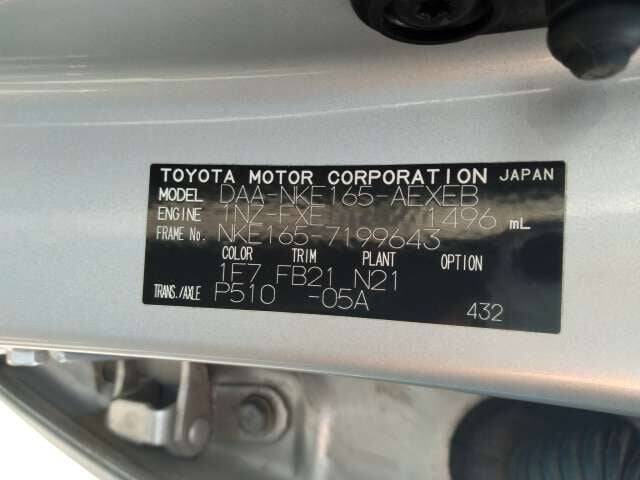 TOYOTA MOTOR CORPORATION JAPAN
MODEL DAA-NKE165-AEXEB
ENGINE 1NZ-FXE 1496 mL
FRAME No. NKE165-7199643
COLOR TRIM PLANT OPTION
1F7 FB21 N21
TRANS./AXLE P510 -05A
432